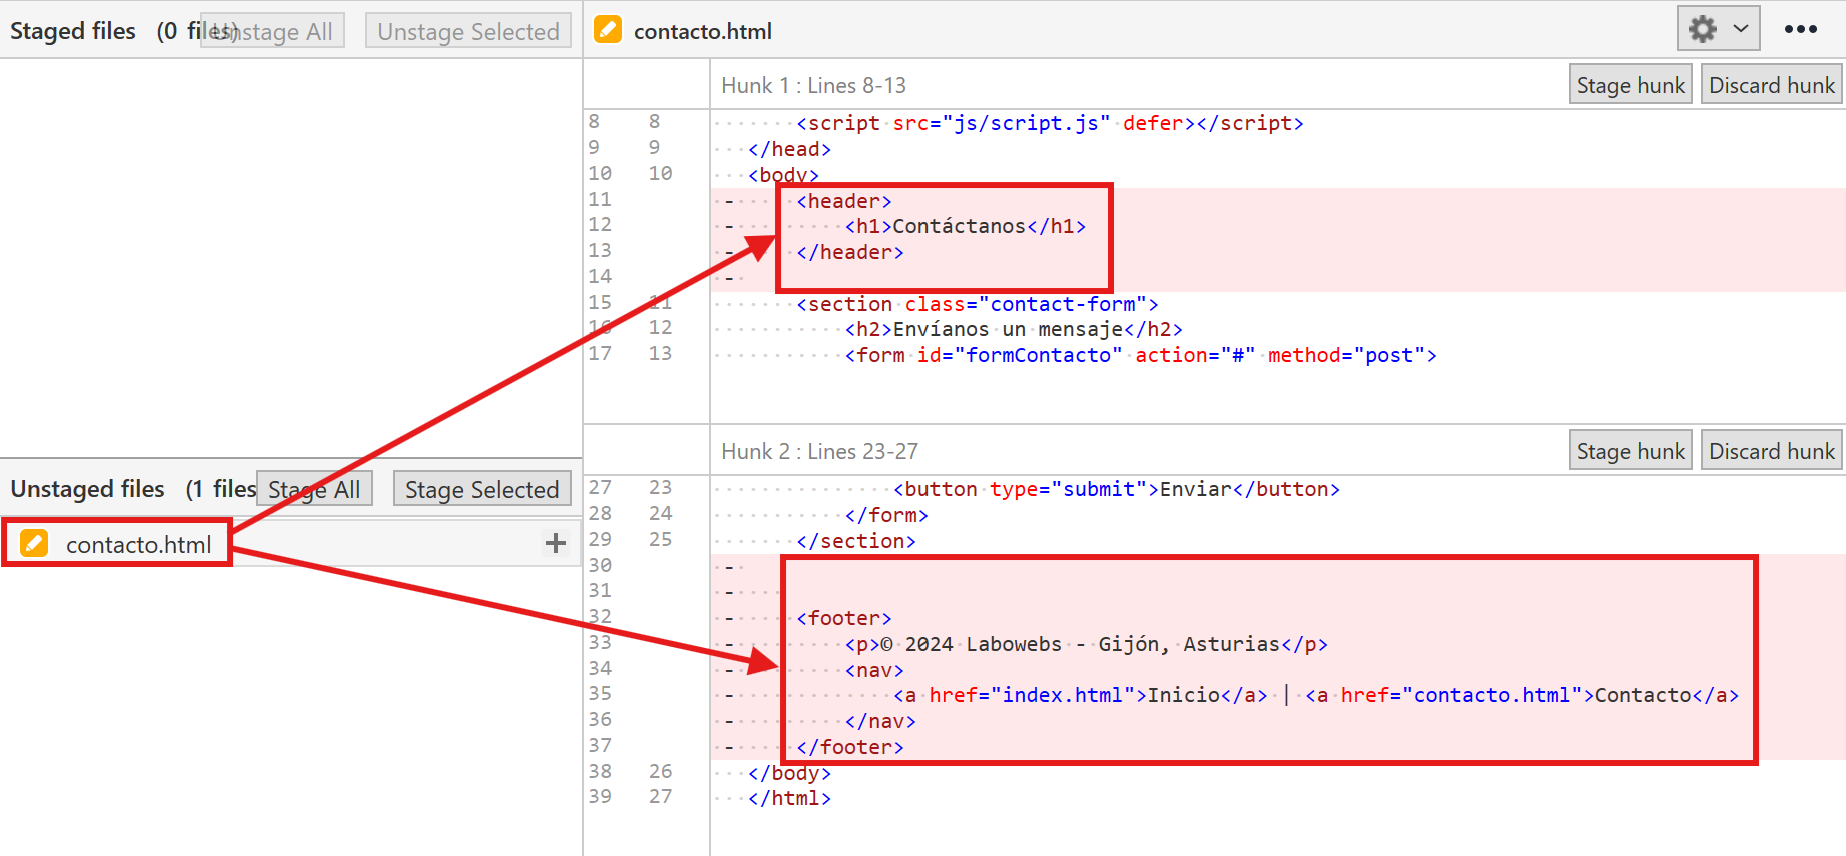 Staged files (0 files)
Unstage All
Unstage Selected
contacto.html
Hunk 1 : Lines 8-13
Stage hunk
Discard hunk
8 8 <script src="js/script.js" defer></script>
9 9 </head>
10 10 <body>
11 - <header>
12 - <h1>Contáctanos</h1>
13 - </header>
14 -
15 11 <section class="contact-form">
16 12 <h2>Envíanos un mensaje</h2>
17 13 <form id="formContacto" action="#" method="post">
Unstaged files (1 files
Stage All
Stage Selected
contacto.html
Hunk 2 : Lines 23-27
Stage hunk
Discard hunk
27 23 <button type="submit">Enviar</button>
28 24 </form>
29 25 </section>
30 -
31 -
32 - <footer>
33 - <p>© 2024 Labowebs - Gijón, Asturias</p>
34 - <nav>
35 - <a href="index.html">Inicio</a> | <a href="contacto.html">Contacto</a>
36 - </nav>
37 - </footer>
38 26 </body>
39 27 </html>